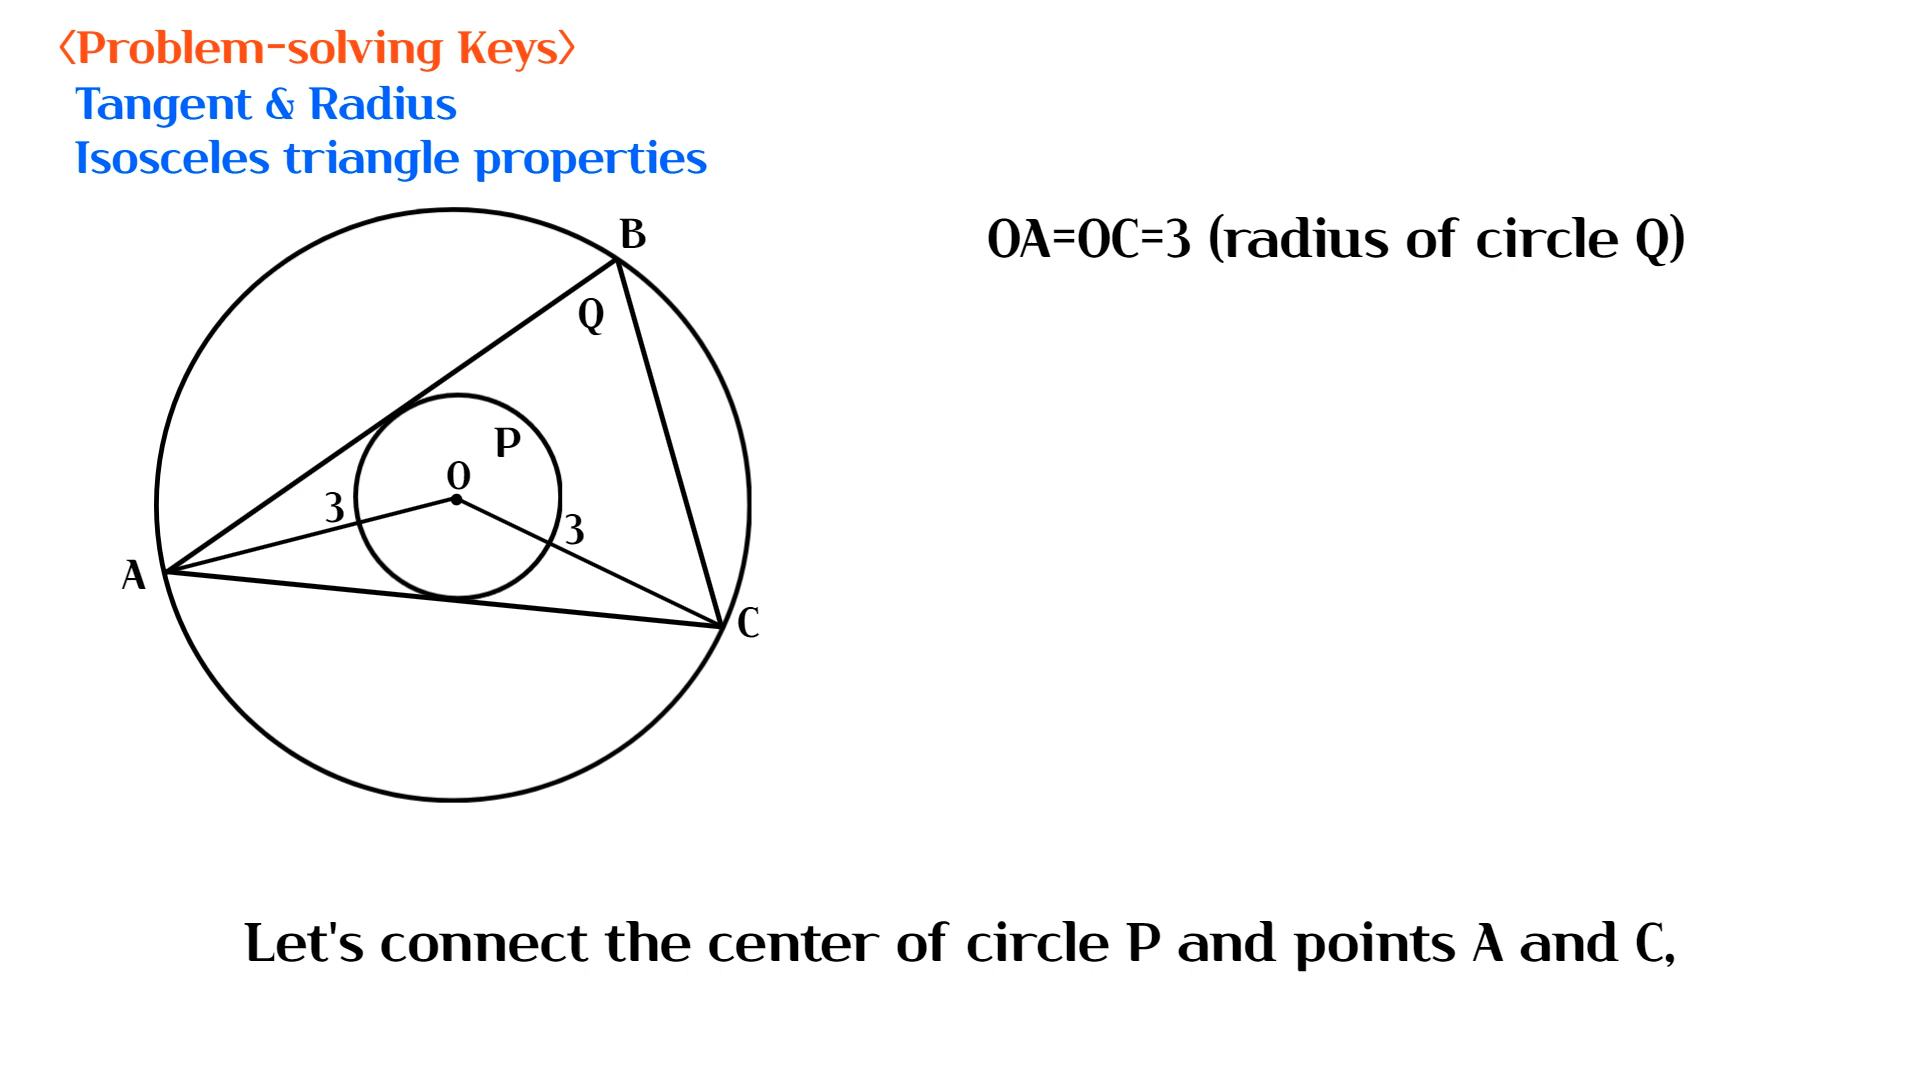 <Problem-solving Keys>
Tangent & Radius
Isosceles triangle properties
OA=OC=3 (radius of circle Q)
B
Q
P
O
3
3
A
C
Let's connect the center of circle P and points A and C,